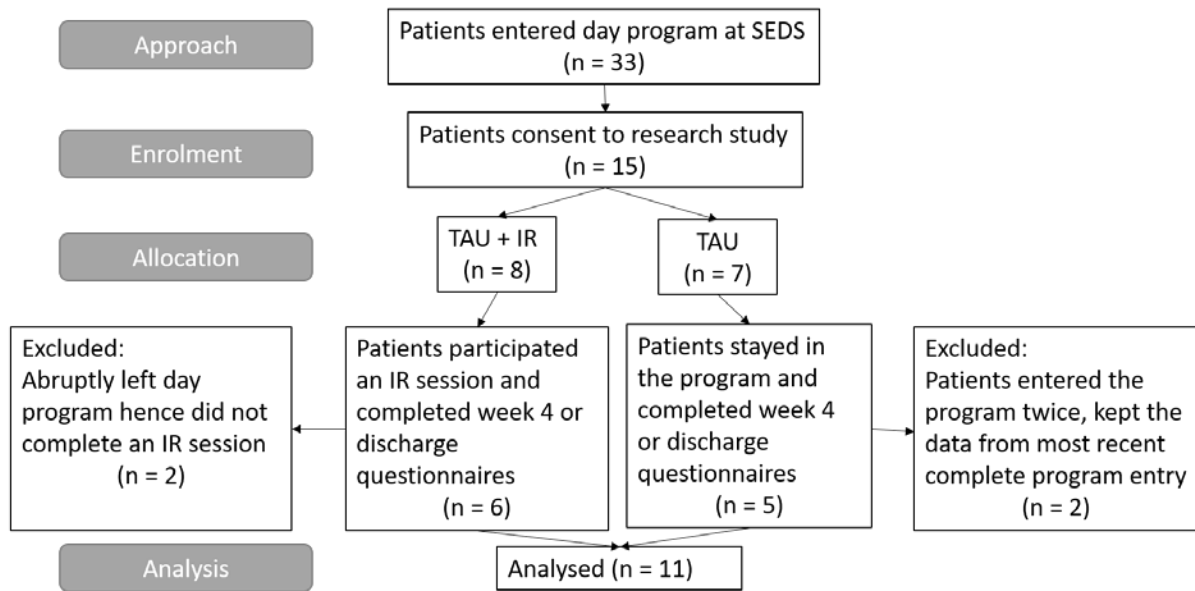 Approach
Patients entered day program at SEDS
(n = 33)
Enrolment
Patients consent to research study
(n = 15)
Allocation
TAU + IR
(n = 8)
TAU
(n = 7)
Excluded:
Abruptly left day
program hence did not
complete an IR session
(n = 2)
Patients participated
an IR session and
completed week 4 or
discharge
questionnaires
(n = 6)
Patients stayed in
the program and
completed week 4
or discharge
questionnaires
(n = 5)
Excluded:
Patients entered the
program twice, kept the
data from most recent
complete program entry
(n = 2)
Analysis
Analysed (n = 11)